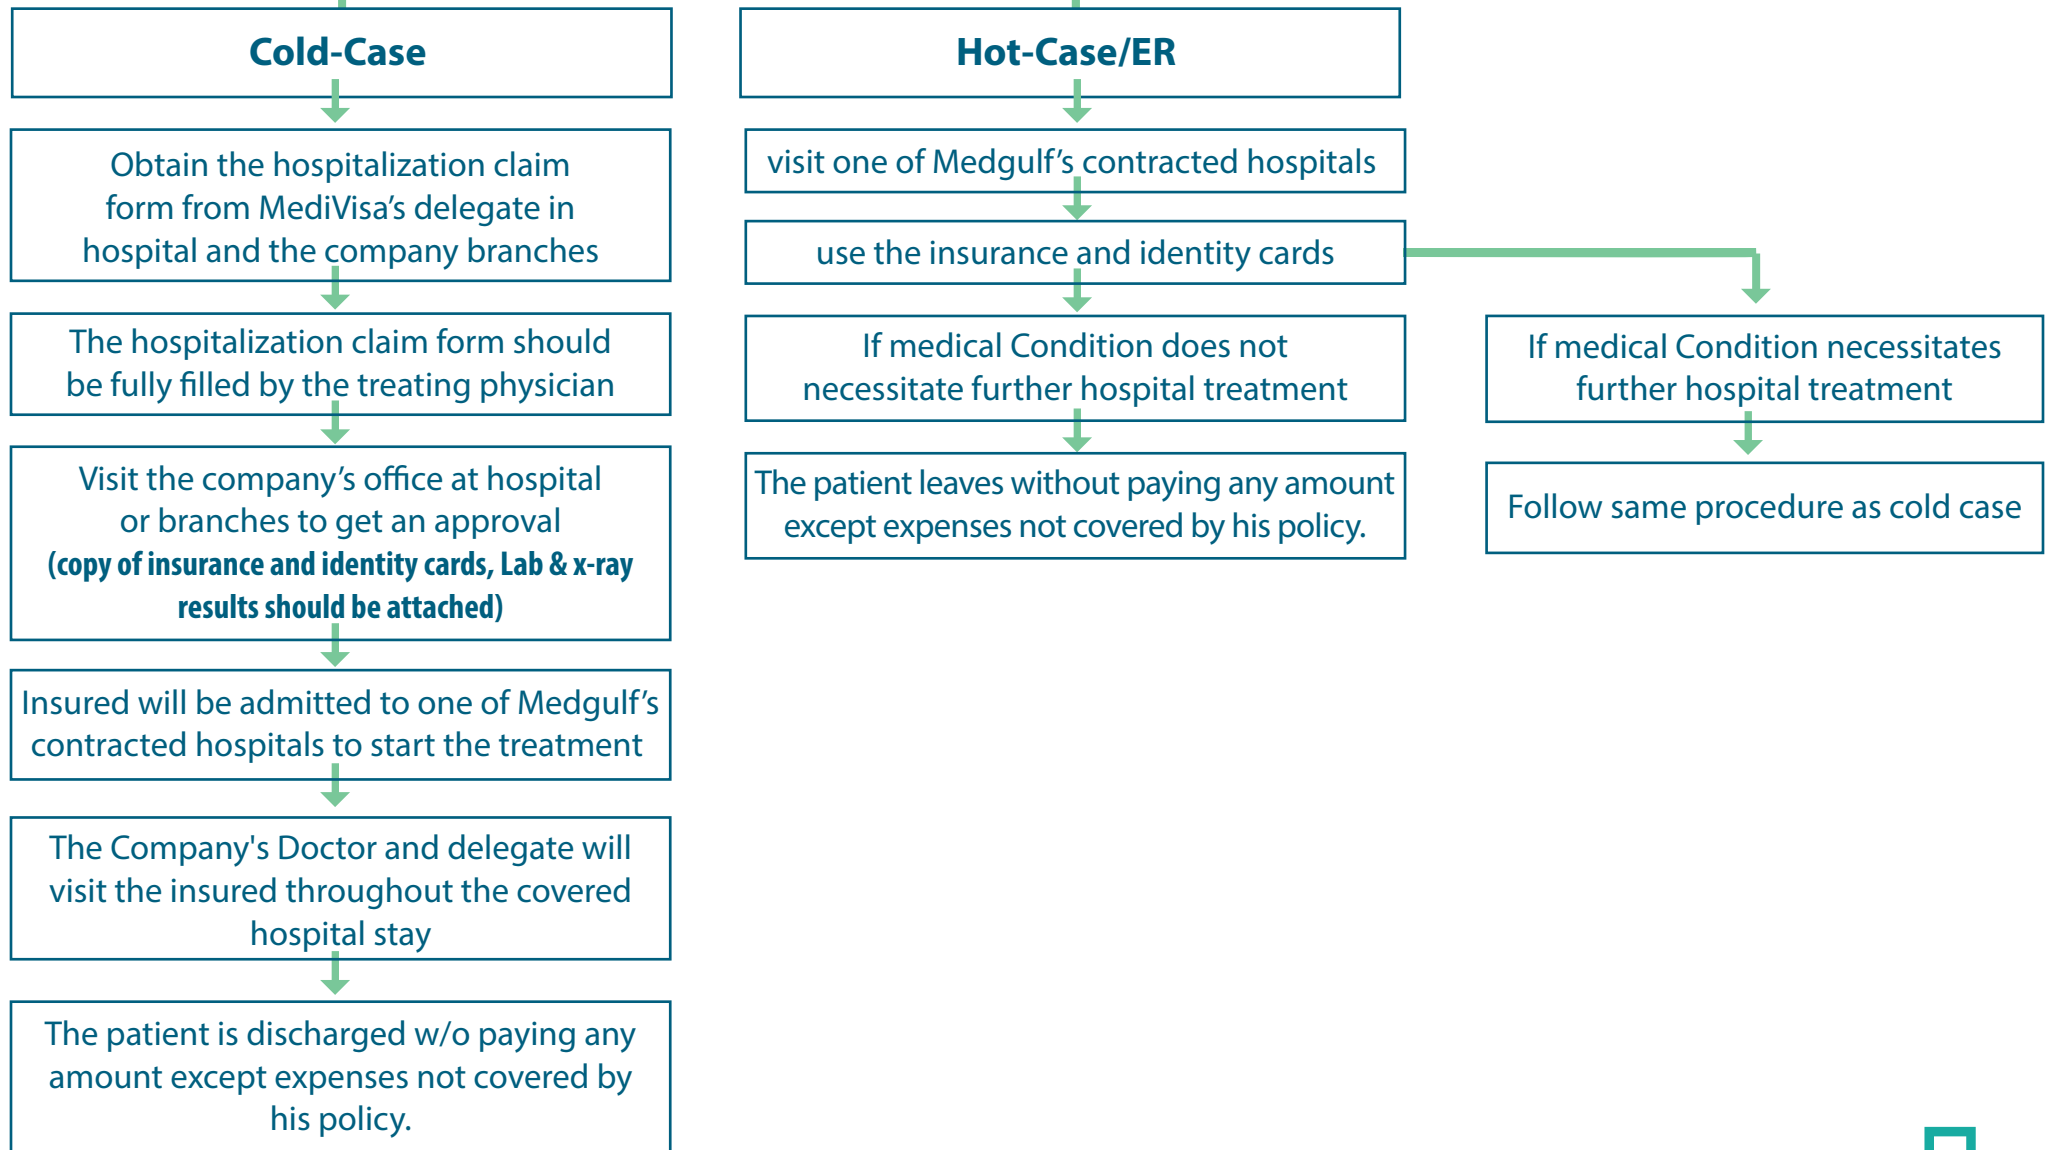 Cold-Case
Obtain the hospitalization claim
form from MediVisa’s delegate in
hospital and the company branches
The hospitalization claim form should
be fully filled by the treating physician
Visit the company’s office at hospital
or branches to get an approval
(copy of insurance and identity cards, Lab & x-ray
results should be attached)
Insured will be admitted to one of Medgulf’s
contracted hospitals to start the treatment
The Company's Doctor and delegate will
visit the insured throughout the covered
hospital stay
The patient is discharged w/o paying any
amount except expenses not covered by
his policy.
Hot-Case/ER
visit one of Medgulf’s contracted hospitals
use the insurance and identity cards
If medical Condition does not
necessitate further hospital treatment
The patient leaves without paying any amount
except expenses not covered by his policy.
If medical Condition necessitates
further hospital treatment
Follow same procedure as cold case